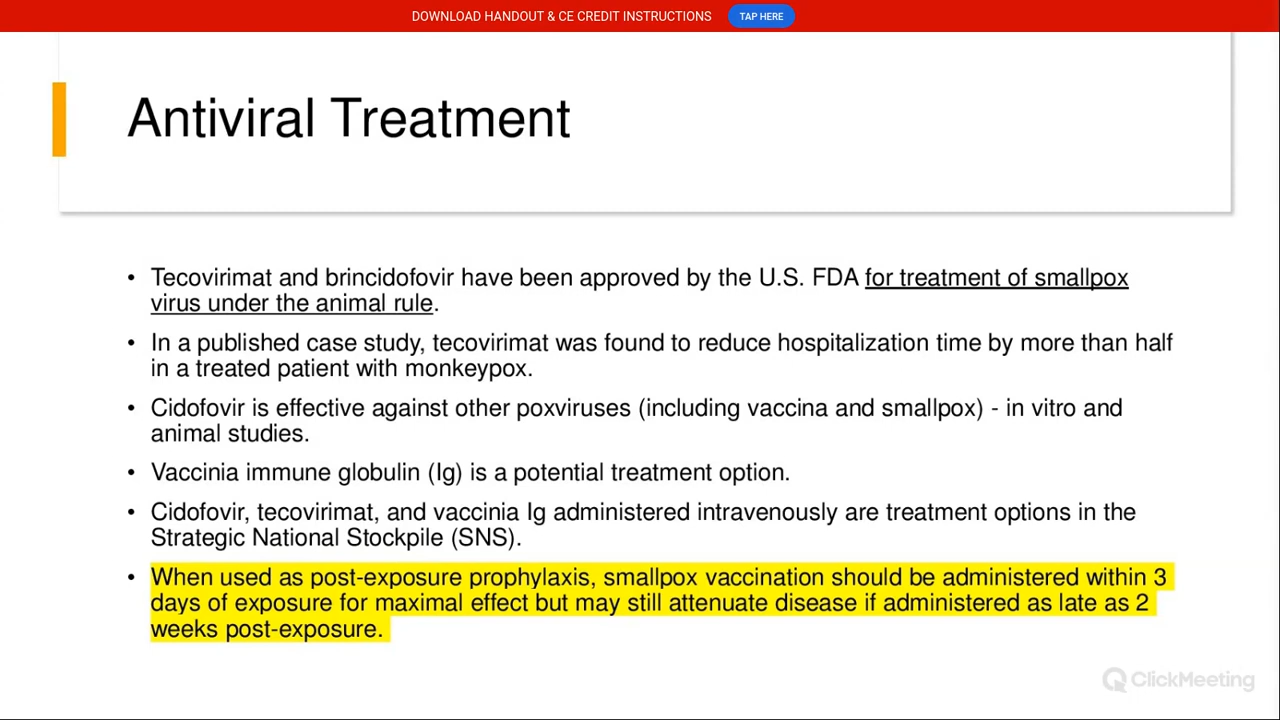 DOWNLOAD HANDOUT & CE CREDIT INSTRUCTIONS TAP HERE
Antiviral Treatment
• Tecovirimat and brincidofovir have been approved by the U.S. FDA for treatment of smallpox
virus under the animal rule.
• In a published case study, tecovirimat was found to reduce hospitalization time by more than half
in a treated patient with monkeypox.
• Cidofovir is effective against other poxviruses (including vaccina and smallpox) - in vitro and
animal studies.
• Vaccinia immune globulin (Ig) is a potential treatment option.
• Cidofovir, tecovirimat, and vaccinia Ig administered intravenously are treatment options in the
Strategic National Stockpile (SNS).
• When used as post-exposure prophylaxis, smallpox vaccination should be administered within 3
days of exposure for maximal effect but may still attenuate disease if administered as late as 2
weeks post-exposure.
ClickMeeting